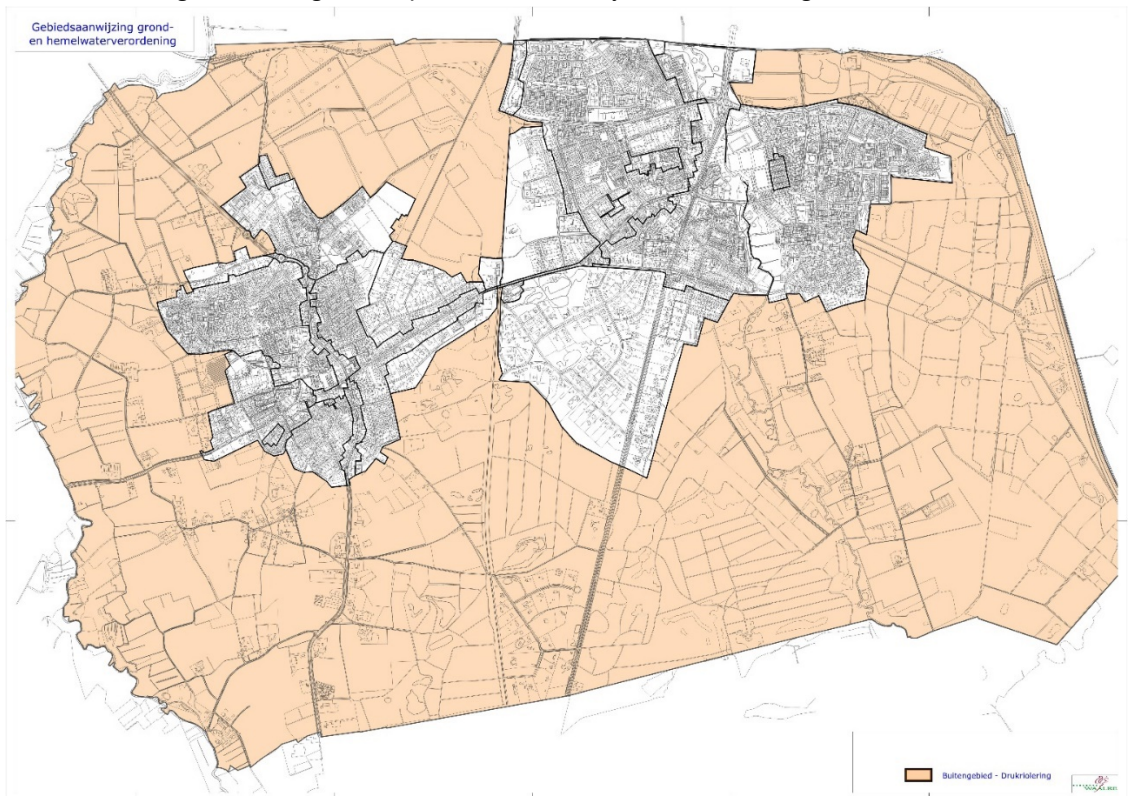 Gebiedsaanwijzing grond-
en hemelwaterverordening
Buitengebied - Drukriolering